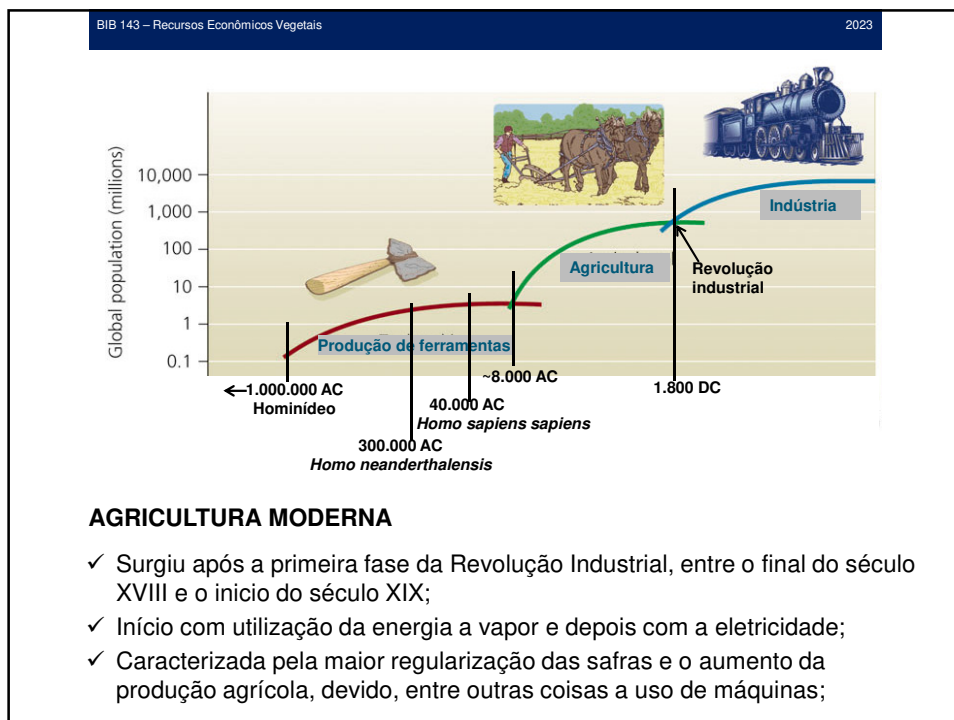 BIB 143 – Recursos Econômicos Vegetais 2023
Global population (millions)
10,000
1,000
100
10
1
0.1
Indústria
Agricultura
Revolução
industrial
Produção de ferramentas
~8.000 AC
1.000.000 AC
Hominídeo
1.800 DC
40.000 AC
Homo sapiens sapiens
300.000 AC
Homo neanderthalensis
AGRICULTURA MODERNA
✓ Surgiu após a primeira fase da Revolução Industrial, entre o final do século
XVIII e o inicio do século XIX;
✓ Início com utilização da energia a vapor e depois com a eletricidade;
✓ Caracterizada pela maior regularização das safras e o aumento da
produção agrícola, devido, entre outras coisas a uso de máquinas;